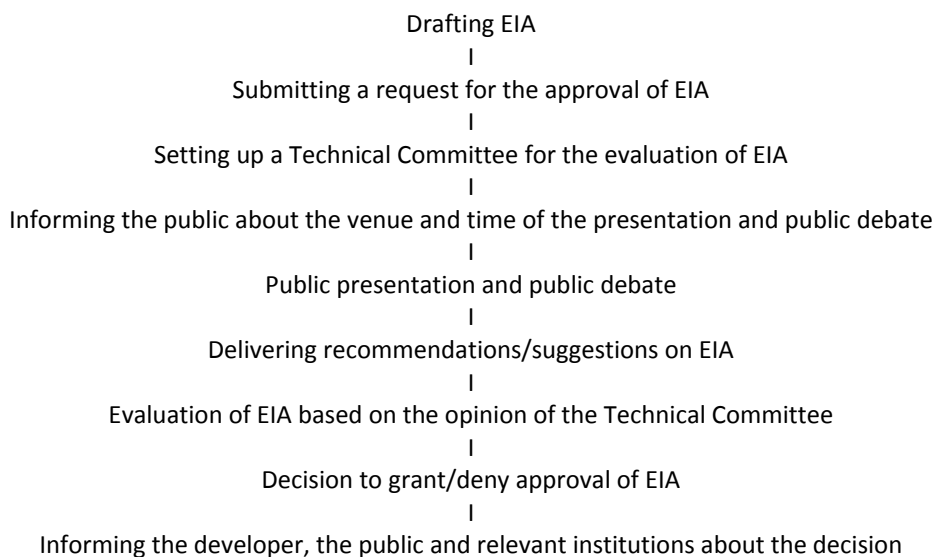 Drafting EIA
I
Submitting a request for the approval of EIA
I
Setting up a Technical Committee for the evaluation of EIA
I
Informing the public about the venue and time of the presentation and public debate
I
Public presentation and public debate
I
Delivering recommendations/suggestions on EIA
I
Evaluation of EIA based on the opinion of the Technical Committee
I
Decision to grant/deny approval of EIA
I
Informing the developer, the public and relevant institutions about the decision